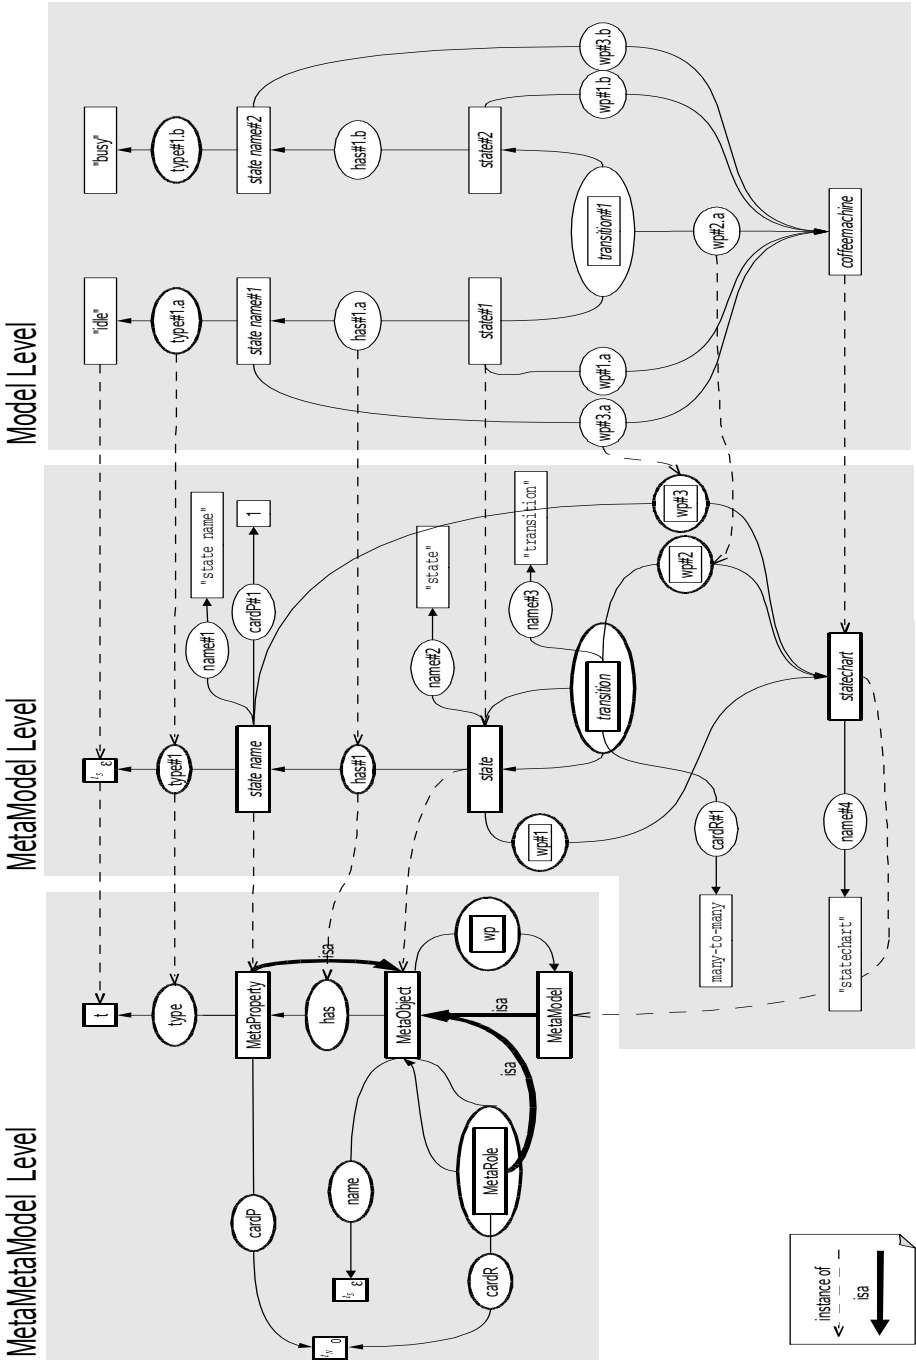 MetaMetaModel Level
MetaModel Level
Model Level
t
type
MetaProperty
isa
has
MetaObject
wp
isa
MetaModel
isa
MetaRole
cardP
name
cardR
0
ε
ε
type#1
state name
has#1
state
wp#1
name#1
"state name"
cardP#1
1
name#2
"state"
name#3
"transition"
transition
wp#2
wp#3
cardR#1
many-to-many
statechart
name#4
"statechart"
"idle"
type#1.a
state name#1
has#1.a
state#1
wp#1.a
wp#3.a
"busy"
type#1.b
state name#2
has#1.b
state#2
wp#1.b
wp#3.b
transition#1
wp#2.a
coffeemachine
instance of
isa